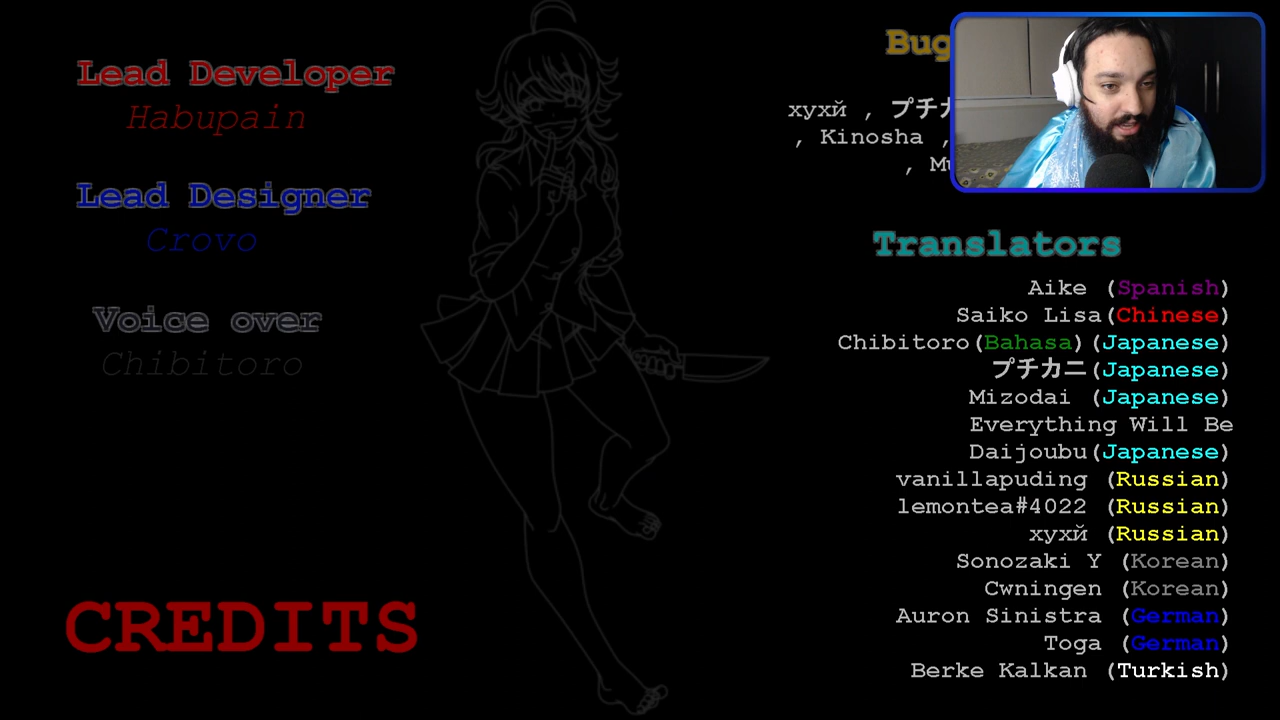 Lead Developer
Habupain
Lead Designer
Crovo
Voice over
Chibitoro
CREDITS
Bug
хухй , プチカ
, Kinosha ,
,
Translators
Aike (Spanish)
Saiko Lisa(Chinese)
Chibitoro(Bahasa)(Japanese)
プチカニ(Japanese)
Mizodai (Japanese)
Everything Will Be
Daijoubu(Japanese)
vanillapuding (Russian)
lemontea#4022 (Russian)
хухй (Russian)
Sonozaki Y (Korean)
Cwningen (Korean)
Auron Sinistra (German)
Toga (German)
Berke Kalkan (Turkish)